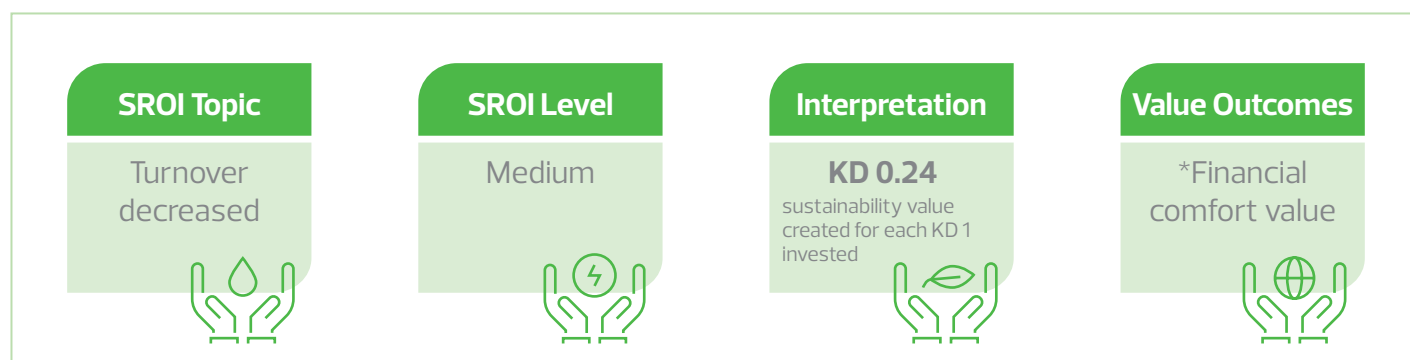 SROI Topic
Turnover
decreased
SROI Level
Medium
Interpretation
KD 0.24
sustainability value
created for each KD 1
invested
Value Outcomes
*Financial
comfort value